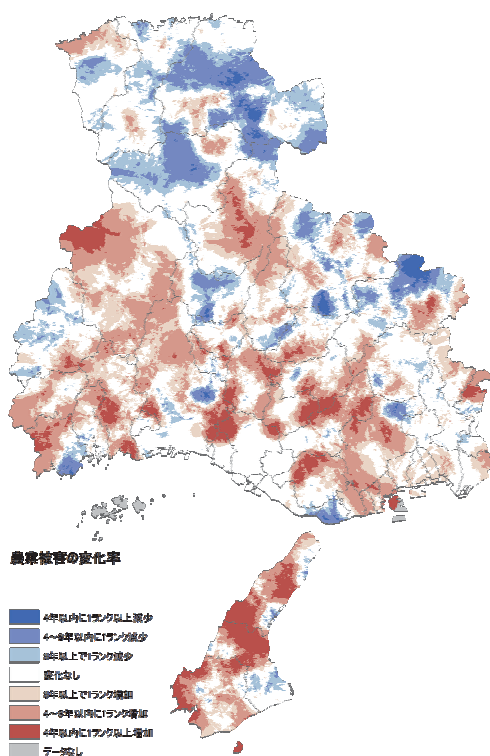 農業被害の変化率
4年以内に1ランク以上減少
4～8年以内に1ランク減少
8年以上で1ランク減少
変化なし
8年以上で1ランク増加
4～8年以内に1ランク増加
4年以内に1ランク以上増加
データなし